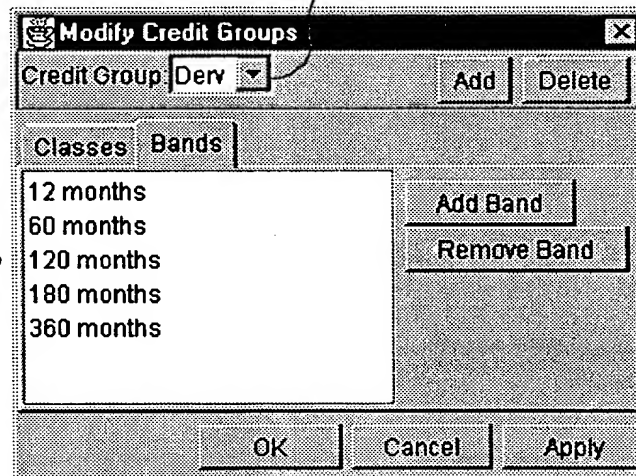 Modify Credit Groups
Credit Group: Derv Add Delete
Classes Bands
12 months
60 months
120 months
180 months
360 months
Add Band
Remove Band
OK Cancel Apply